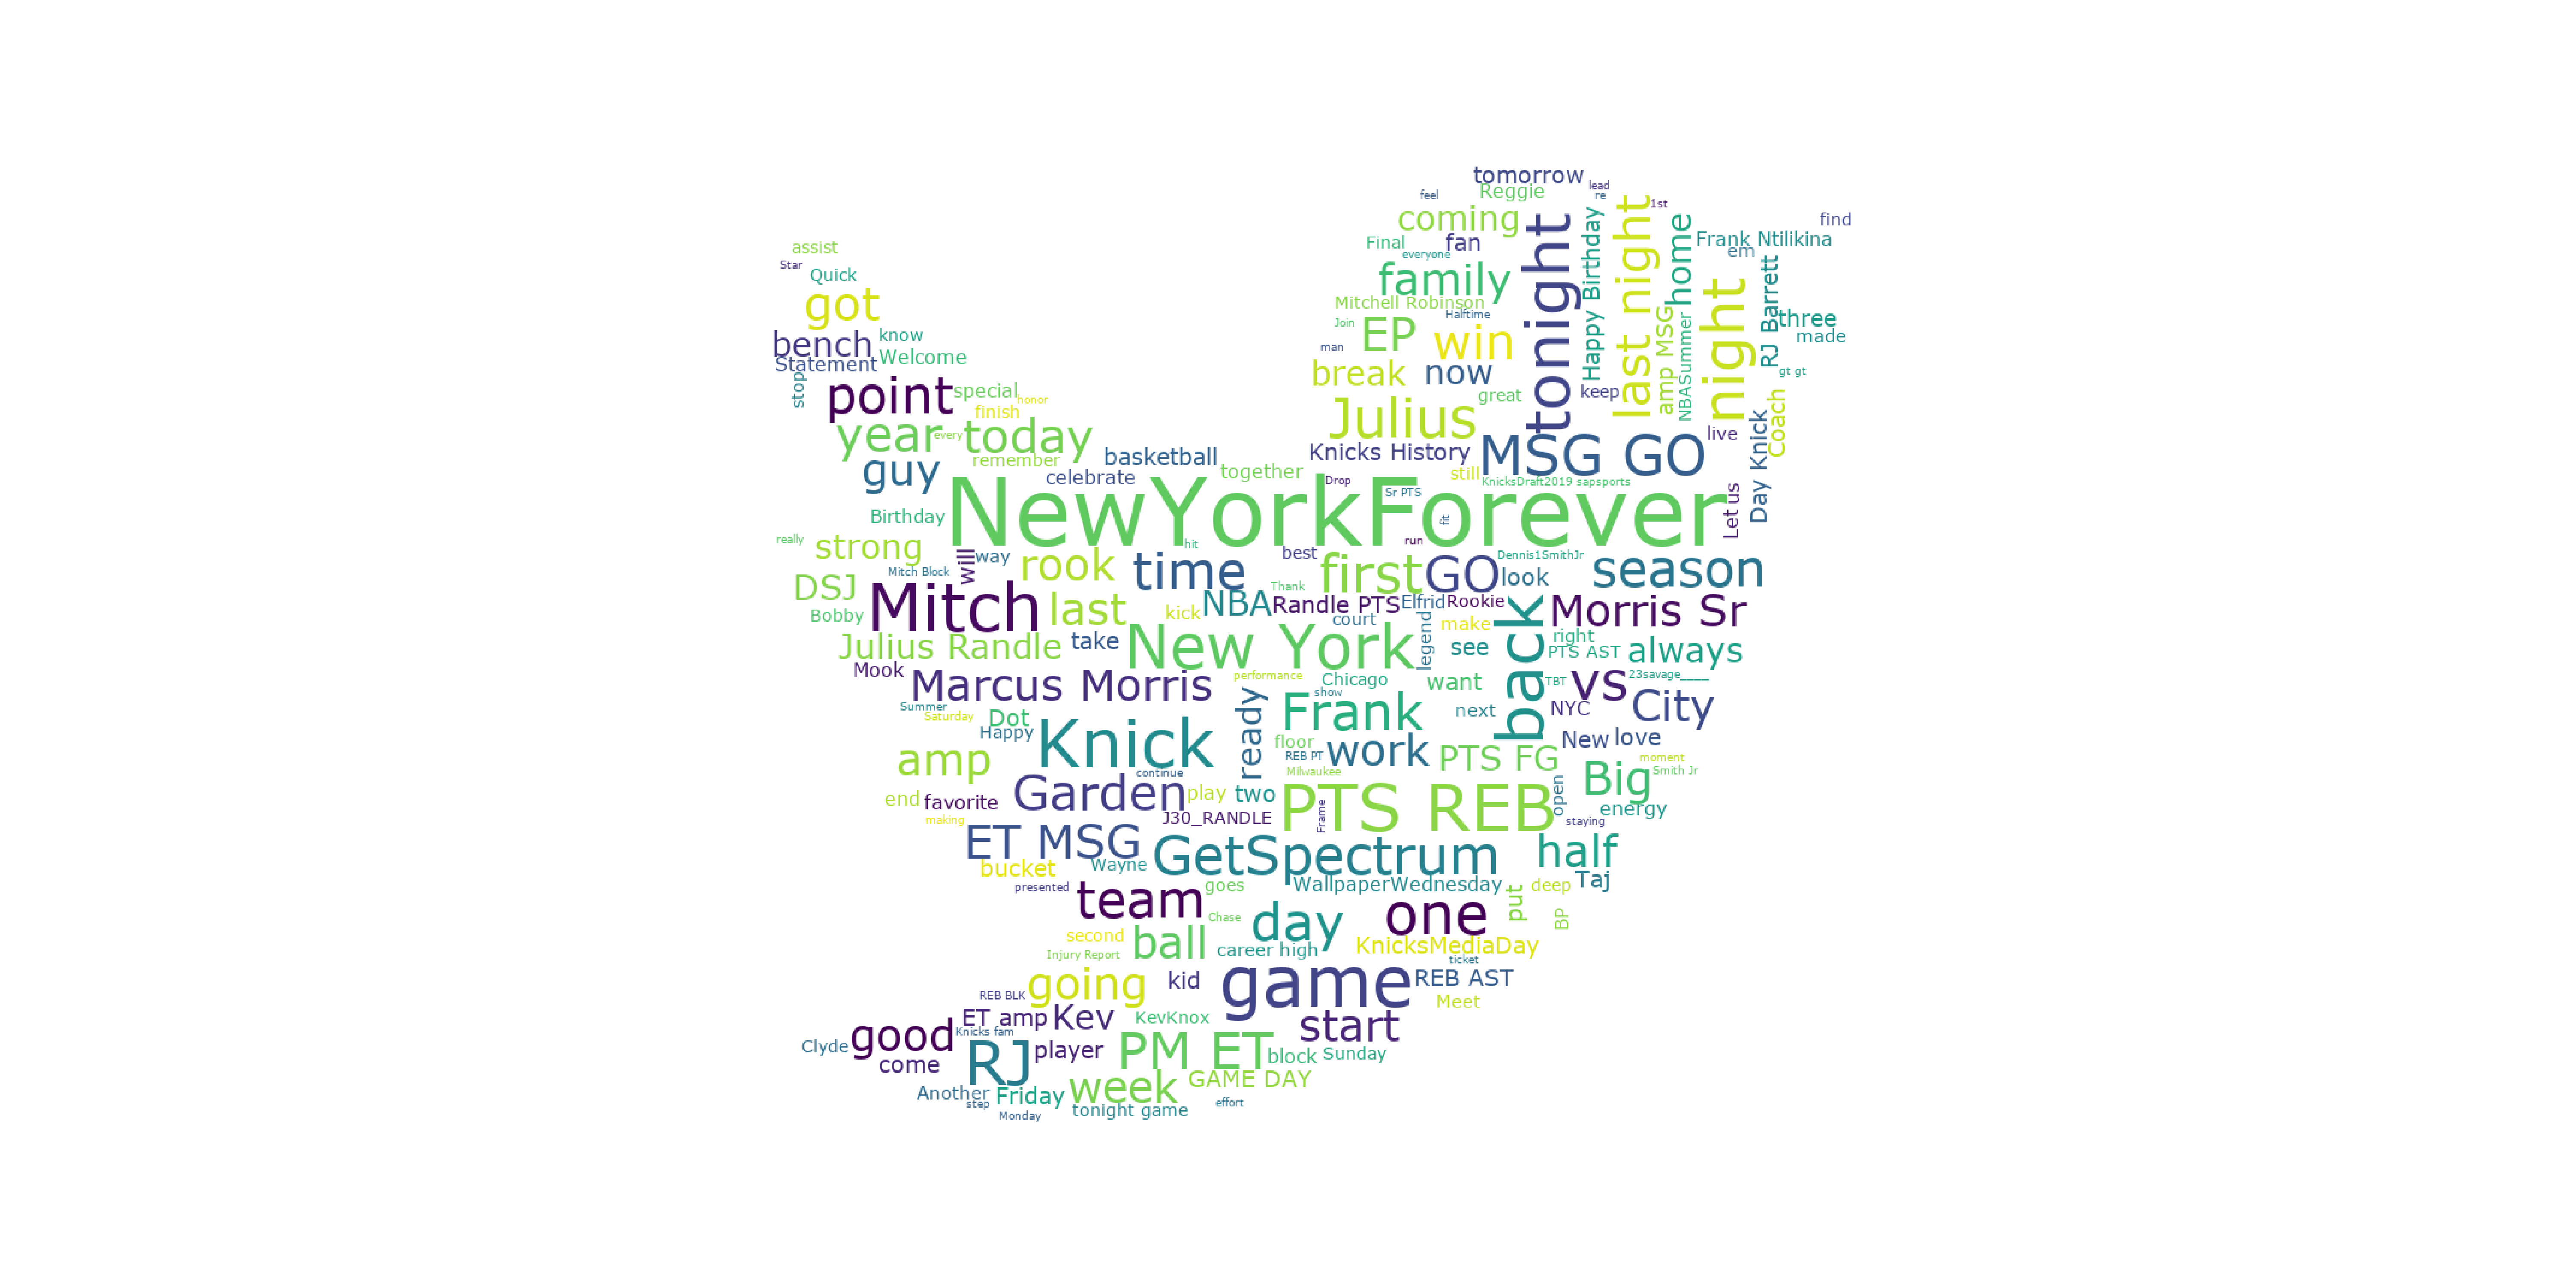 tomorrow
lead
feel
Reggie
re
1st
coming
find
Final
fan
everyone
Frank Ntilikina
em
assist
Star
Quick
family
tonight
Happy Birthday
last night
home
night
RJ Barrett
got
Mitchell Robinson
Halftime
Join
EP
win
amp MSG
NBASummer
three
made
bench
know
man
Statement
Welcome
break
now
gt gt
stop
point
special
honor
great
keep
finish
Julius
Coach
year
every
today
live
Day Knick
remember
basketball
Knicks History
MSG GO
guy
celebrate
together
still
Drop
KnicksDraft2019 sapsports
Sr PTS
NewYorkForever
Let us
Birthday
fit
really
strong
hit
run
will
way
rook
time
best
first
GO
Dennis1SmithJr
look
season
Mitch Block
DSJ
Mitch
Thank
last
kick
NBA
Randle PTS
Elfrid
Rookie
back
Morris Sr
Bobby
court
make
legend
right
Julius Randle
take
New York
see
PTS AST
always
Mook
Marcus Morris
performance
Chicago
want
TBT
vs
23savage____
show
Summer
Saturday
Dot
ready
Frank
next
NYC
City
Happy
Knick
floor
work
New
love
REB PT
PTS FG
moment
amp
continue
Milwaukee
Big
Smith Jr
end
favorite
Garden
play
two
PTS REB
open
energy
making
J30_RANDLE
Frame
staying
ET MSG
GetSpectrum
half
bucket
Wayne
presented
goes
WallpaperWednesday
put
deep
Taj
team
Chase
day
one
BP
second
ball
career high
KnicksMediaDay
Injury Report
ticket
going
kid
game
REB AST
REB BLK
Meet
ET amp
Kev
KevKnox
start
Clyde
good
Knicks fam
RJ
player
PM ET
block
Sunday
come
week
GAME DAY
Another
step
Friday
tonight game
effort
Monday